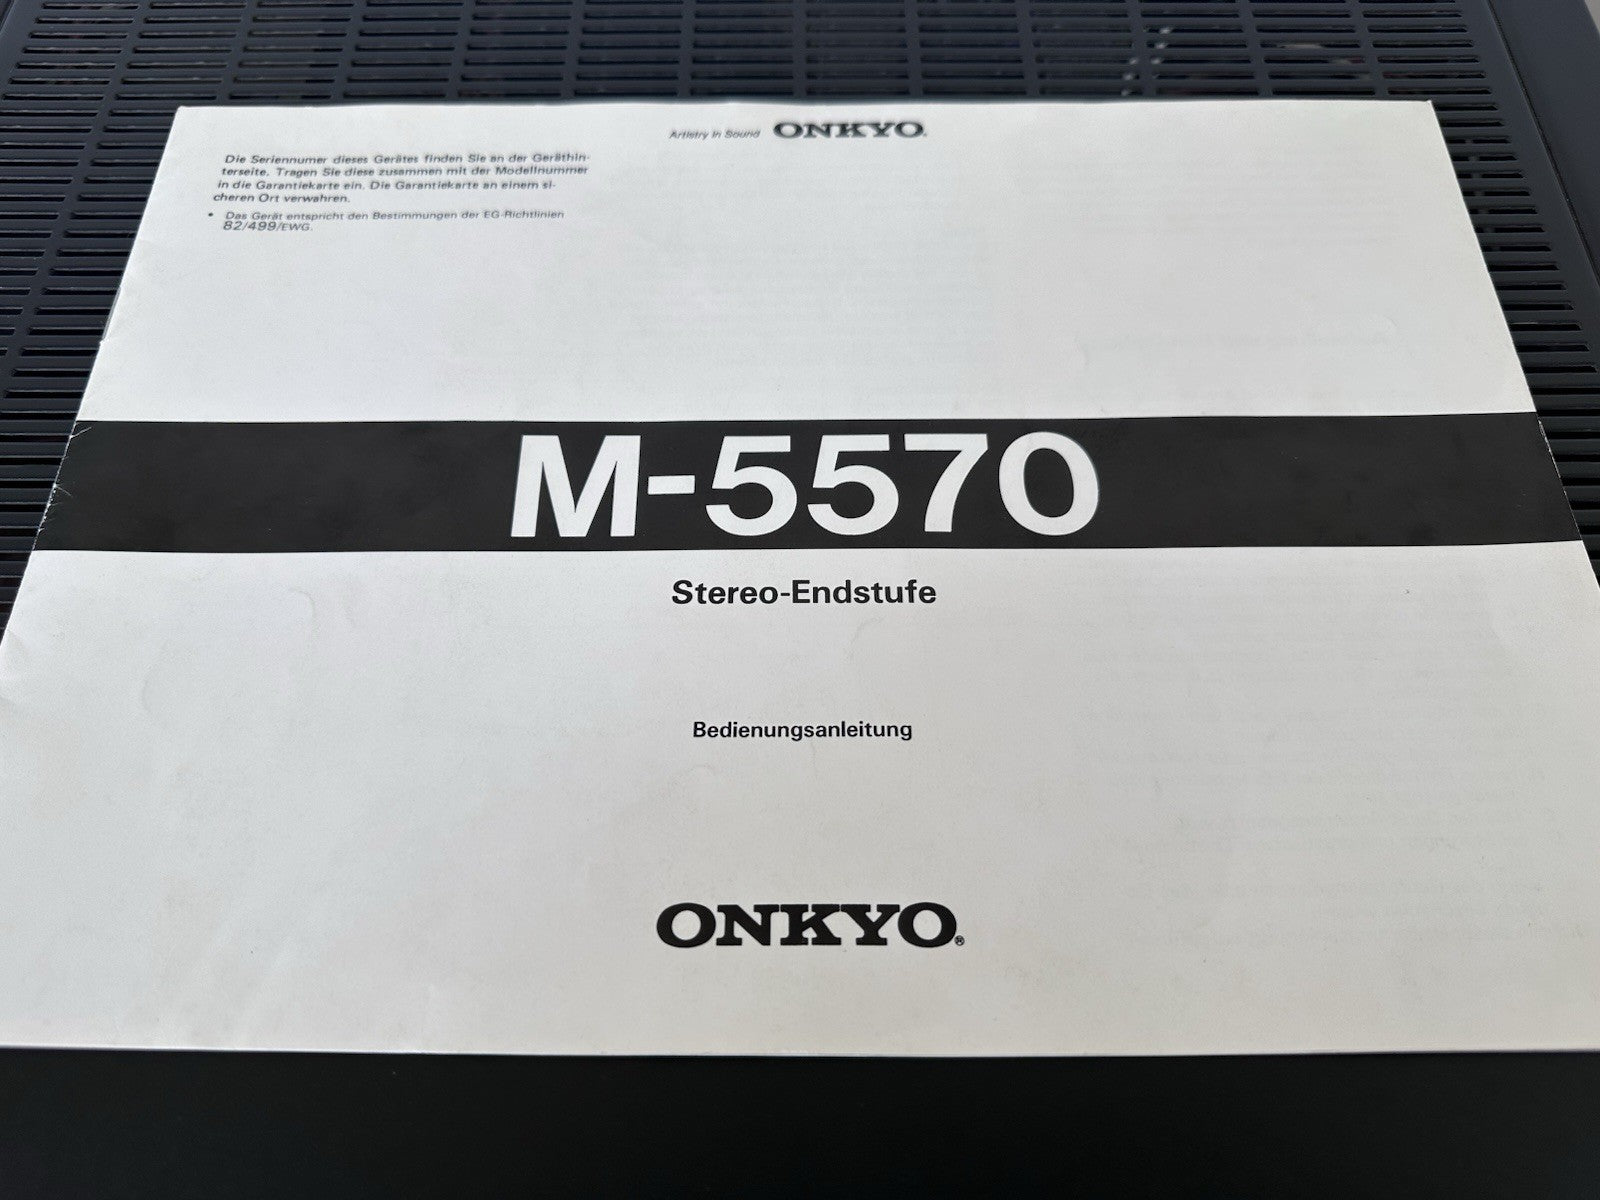 Artistry in Sound ONKYO.
Die Seriennumer dieses Gerätes finden Sie an der Geräthin-
terseite. Tragen Sie diese zusammen mit der Modellnummer
in die Garantiekarte ein. Die Garantiekarte an einem si-
cheren Ort verwahren.
• Das Gerät entspricht den Bestimmungen der EG-Richtlinien
82/499/EWG.
M-5570
Stereo-Endstufe
Bedienungsanleitung
ONKYO®